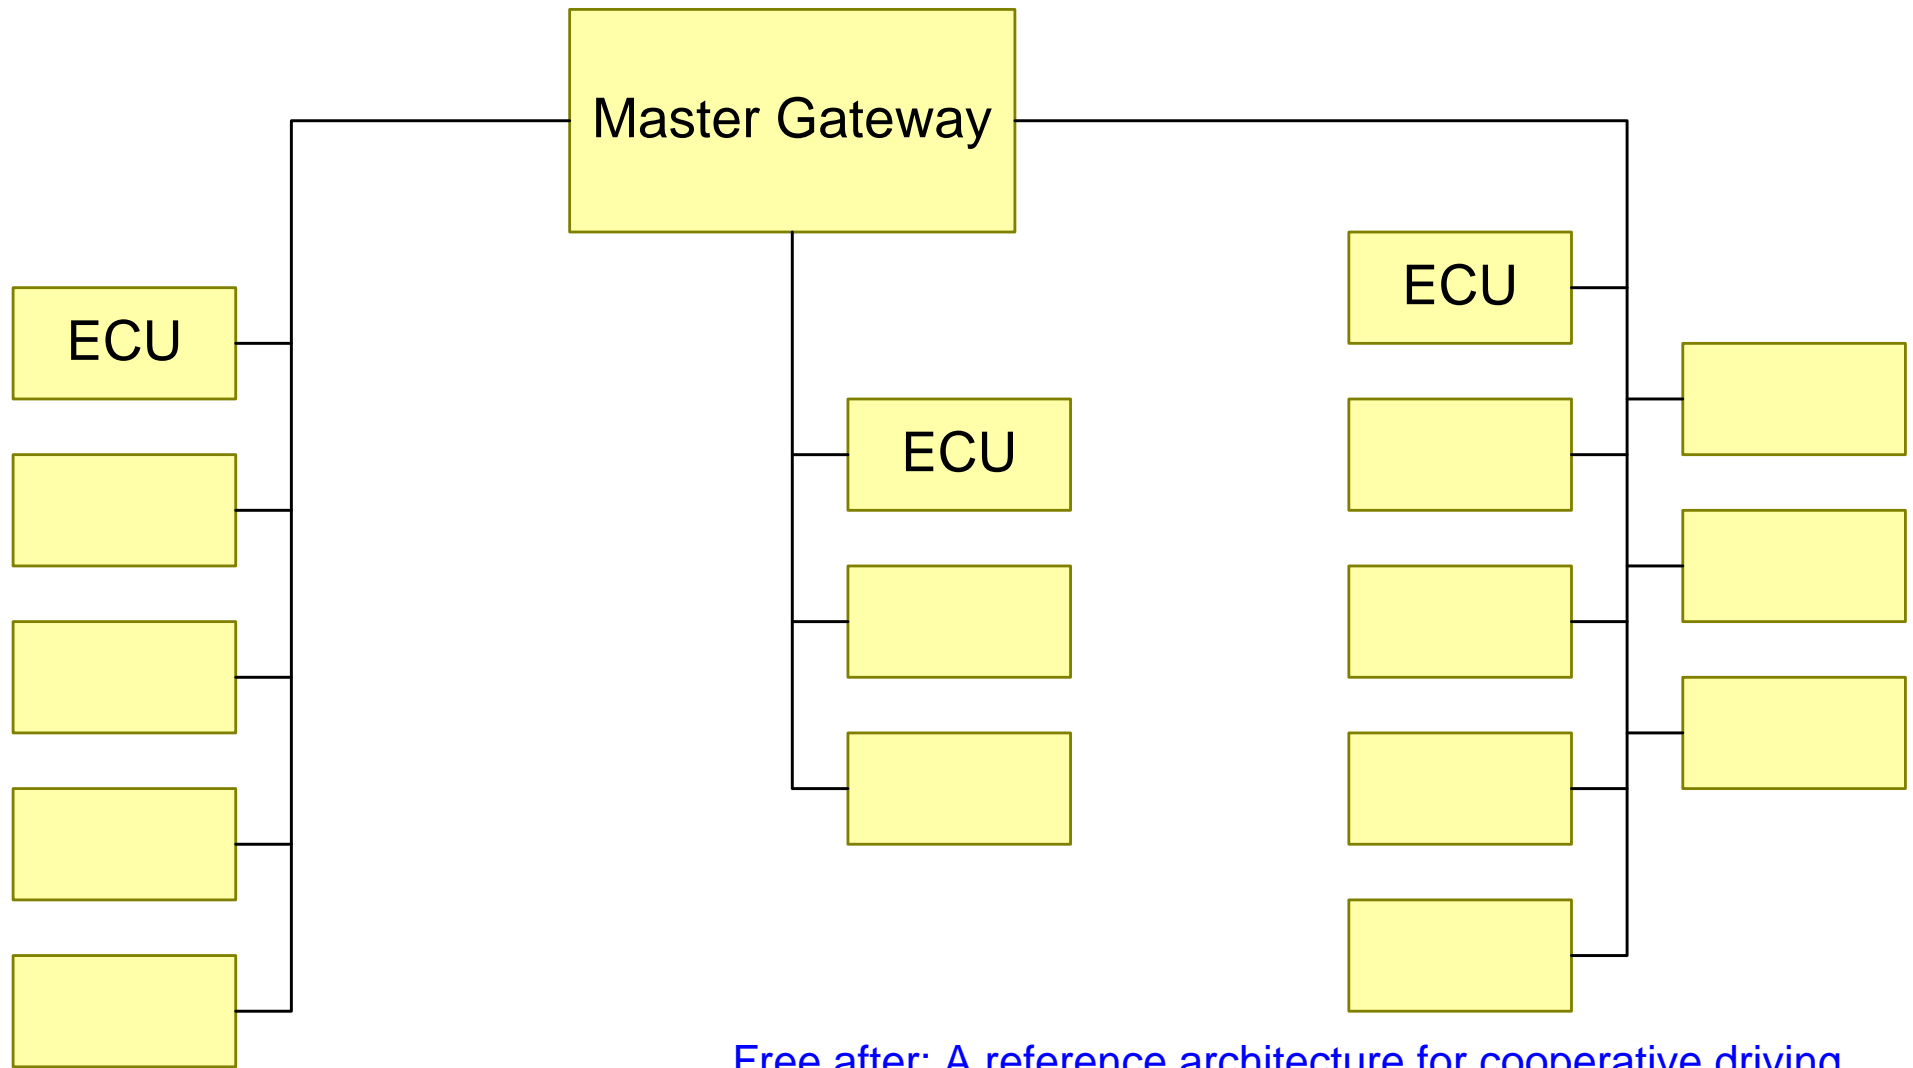 Master Gateway
ECU
ECU
ECU
Free after: A reference architecture for cooperative driving